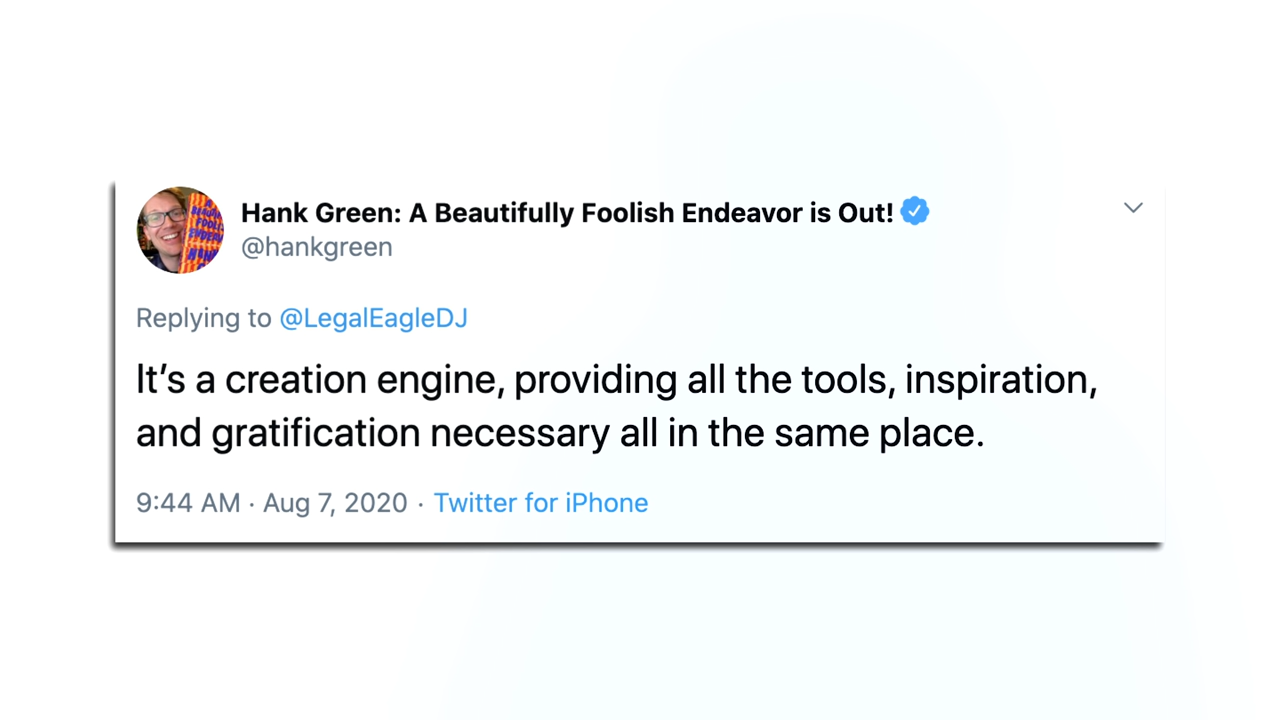 Hank Green: A Beautifully Foolish Endeavor is Out!
@hankgreen
Replying to @LegalEagleDJ
It’s a creation engine, providing all the tools, inspiration,
and gratification necessary all in the same place.
9:44 AM · Aug 7, 2020 · Twitter for iPhone